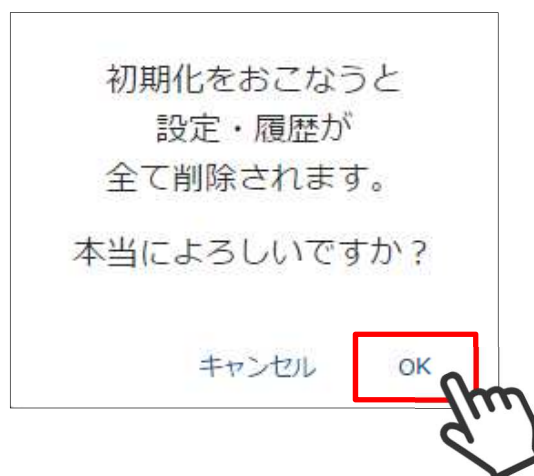 初期化をおこなうと
設定・履歴が
全て削除されます。
本当によろしいですか？
キャンセル OK